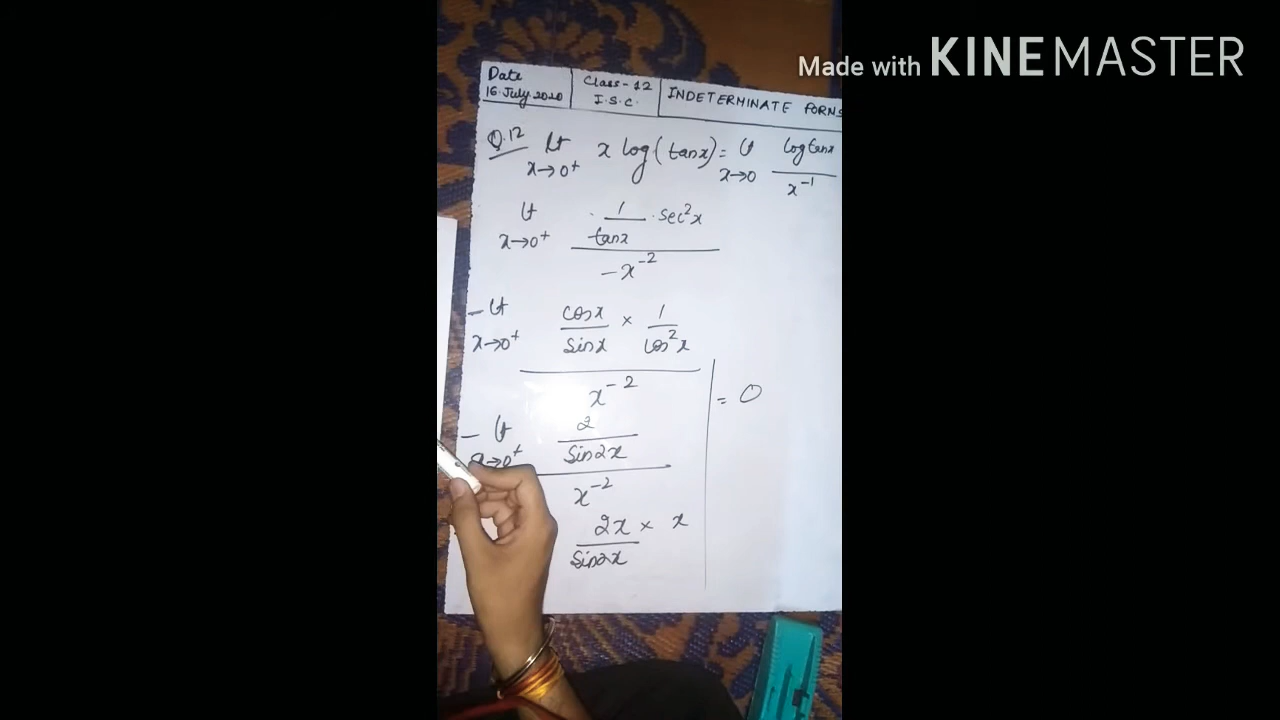 Made with KINEMASTER
Date
16 July 2020
Class - 12
I.S.C.
INDETERMINATE FORMS
Q.12 Lt x→0⁺ x log(tanx) = Lt x→0 logtanx / x⁻¹
Lt x→0⁺ 1/tanx . sec²x / -x⁻²
- Lt x→0⁺ cosx/sinx × 1/cos²x / x⁻²
= 0
- Lt x→0⁺ 2/sin2x / x⁻²
2x/sin2x × x